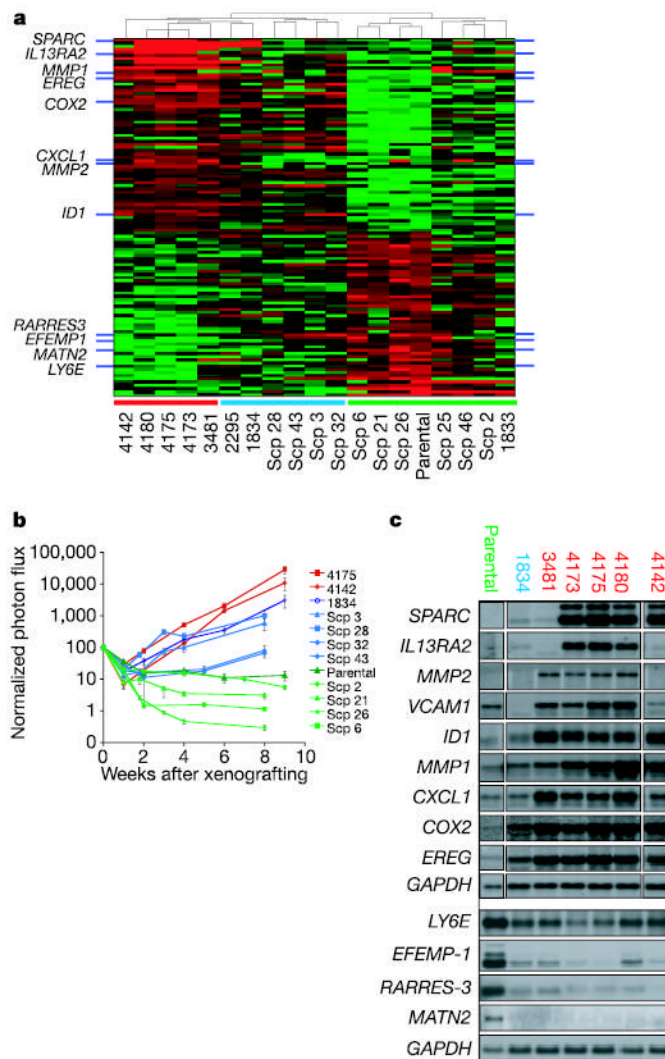 a
SPARC
IL13RA2
MMP1
EREG
COX2
CXCL1
MMP2
ID1
RARRES3
EFEMP1
MATN2
LY6E
4142
4180
4175
4173
3481
2295
1834
Scp 28
Scp 43
Scp 3
Scp 32
Scp 6
Scp 21
Scp 26
Parental
Scp 25
Scp 46
Scp 2
1833
b
Normalized photon flux
100,000
10,000
1,000
100
10
1
0
0 2 4 6 8 10
Weeks after xenografting
4175
4142
1834
Scp 3
Scp 28
Scp 32
Scp 43
Parental
Scp 2
Scp 21
Scp 26
Scp 6
c
Parental
1834
3481
4173
4175
4180
4142
SPARC
IL13RA2
MMP2
VCAM1
ID1
MMP1
CXCL1
COX2
EREG
GAPDH
LY6E
EFEMP-1
RARRES-3
MATN2
GAPDH